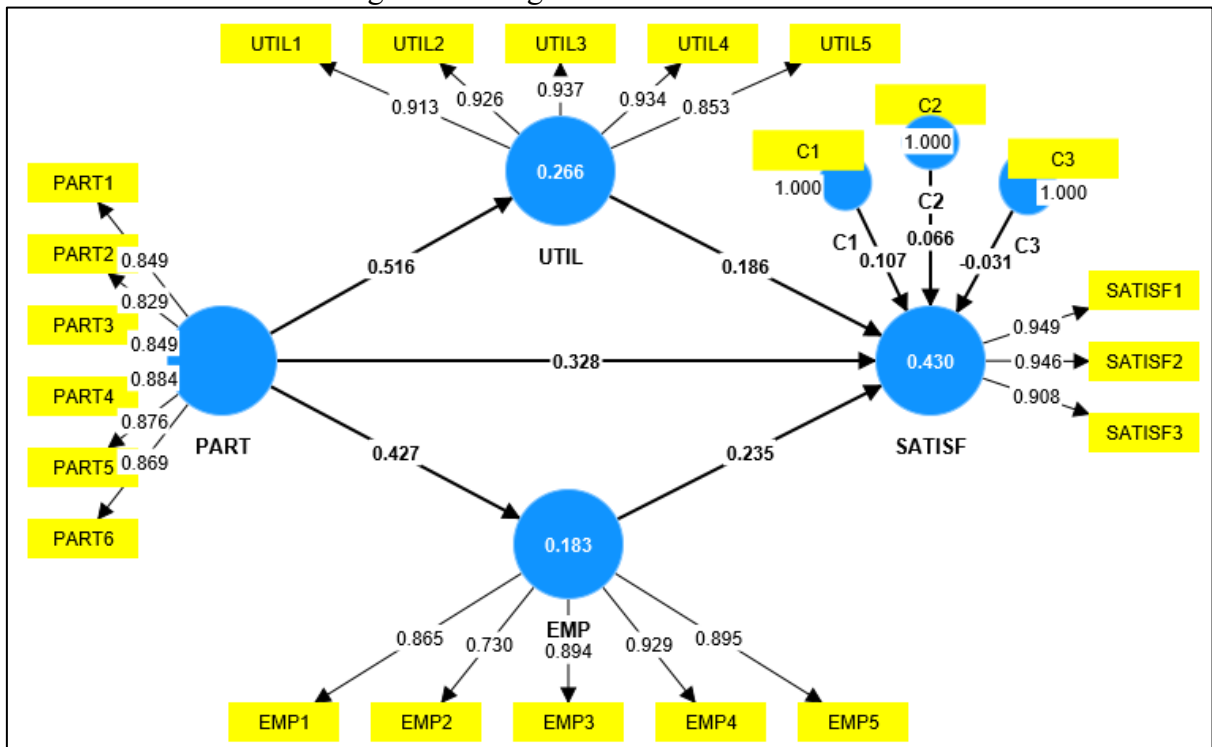 UTIL1 UTIL2 UTIL3 UTIL4 UTIL5
0.913 0.926 0.937 0.934 0.853
0.266
UTIL
C1 C2 C3
1.000 1.000 1.000
C1 C2 C3
0.107 0.066 -0.031
PART1
PART2
PART3
PART4
PART5
PART6
0.849
0.829
0.849
0.884
0.876
0.869
PART
0.516
0.186
0.328
0.427
0.235
0.430
SATISF
SATISF1
SATISF2
SATISF3
0.949
0.946
0.908
0.183
EMP
0.865 0.730 0.894 0.929 0.895
EMP1 EMP2 EMP3 EMP4 EMP5